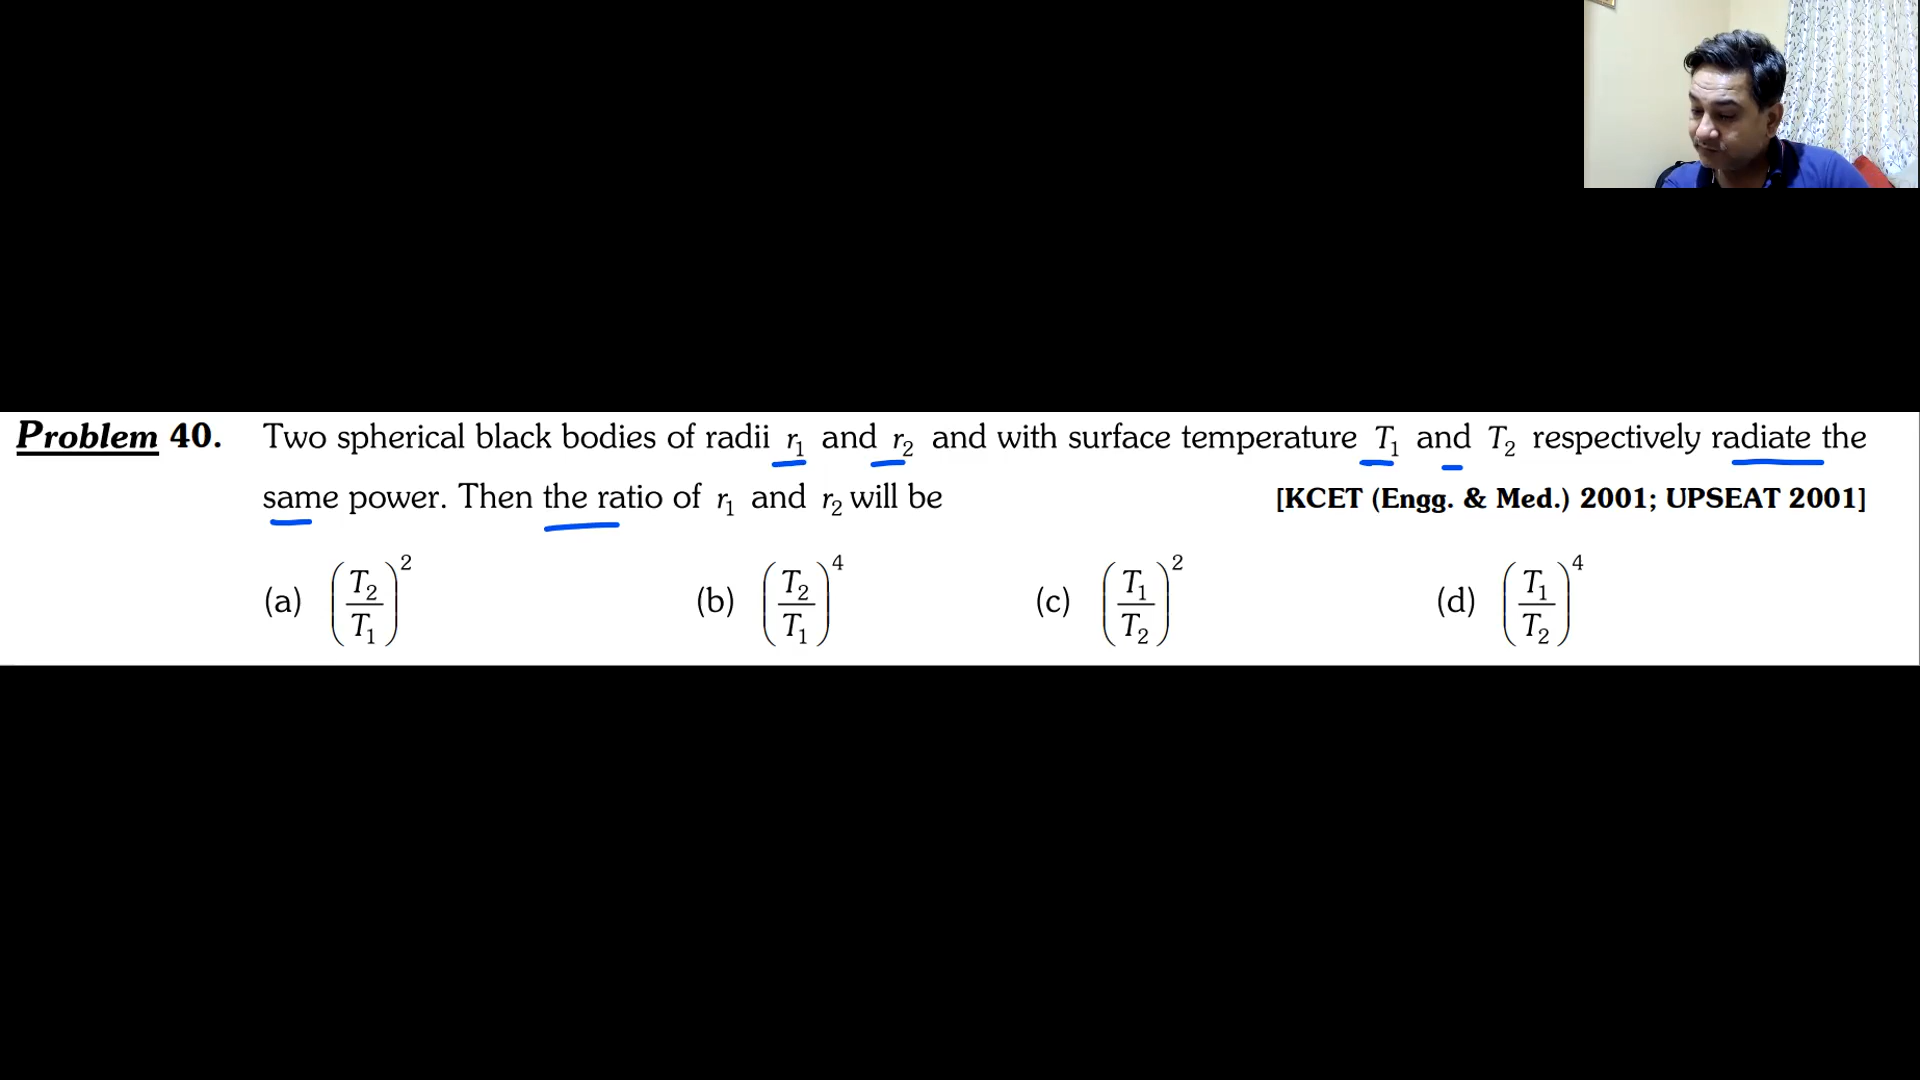 Problem 40. Two spherical black bodies of radii r₁ and r₂ and with surface temperature T₁ and T₂ respectively radiate the
same power. Then the ratio of r₁ and r₂ will be [KCET (Engg. & Med.) 2001; UPSEAT 2001]
(a) (T₂/T₁)² (b) (T₂/T₁)⁴ (c) (T₁/T₂)² (d) (T₁/T₂)⁴